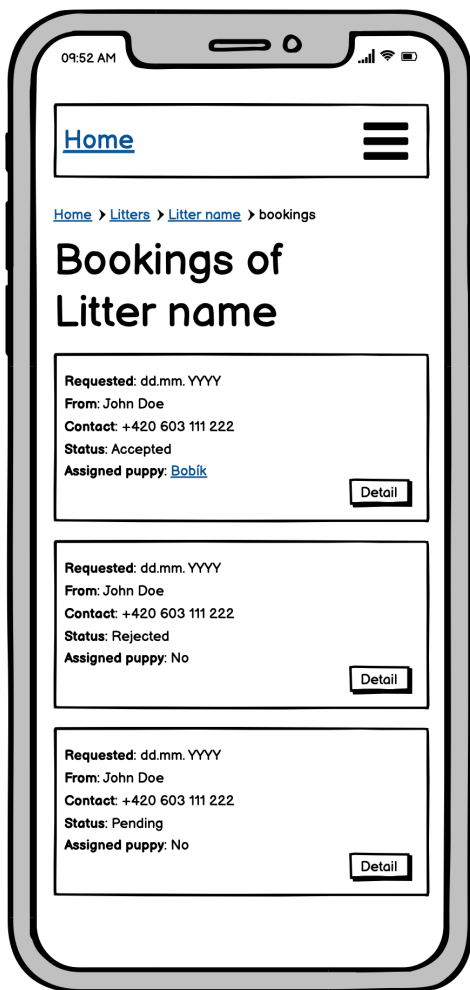 09:52 AM
Home
Home > Litters > Litter name > bookings
Bookings of
Litter name
Requested: dd.mm. YYYY
From: John Doe
Contact: +420 603 111 222
Status: Accepted
Assigned puppy: Bobík
Detail
Requested: dd.mm. YYYY
From: John Doe
Contact: +420 603 111 222
Status: Rejected
Assigned puppy: No
Detail
Requested: dd.mm. YYYY
From: John Doe
Contact: +420 603 111 222
Status: Pending
Assigned puppy: No
Detail